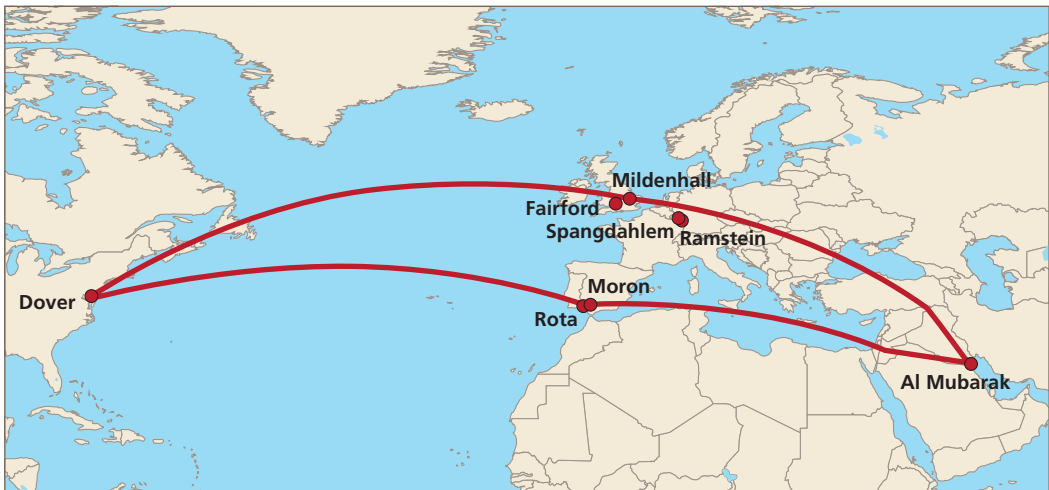 Mildenhall
Fairford
Spangdahlem
Ramstein
Moron
Dover
Rota
Al Mubarak